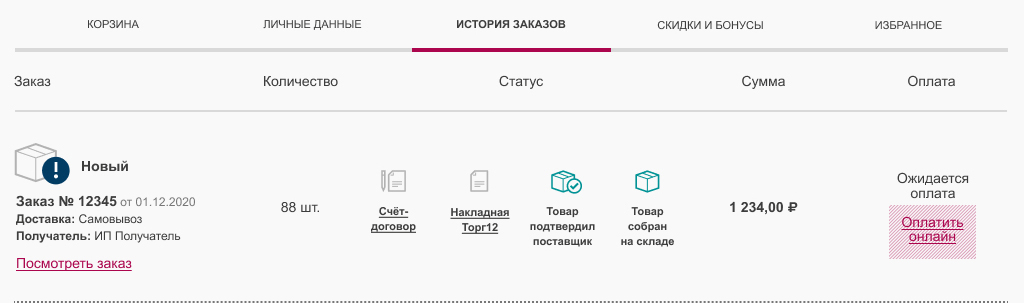 КОРЗИНА
ЛИЧНЫЕ ДАННЫЕ
ИСТОРИЯ ЗАКАЗОВ
СКИДКИ И БОНУСЫ
ИЗБРАННОЕ
Заказ
Количество
Статус
Сумма
Оплата
Новый
Заказ № 12345 от 01.12.2020
Доставка: Самовывоз
Получатель: ИП Получатель
Посмотреть заказ
88 шт.
Счёт-
договор
Накладная
Торг12
Товар
подтвердил
поставщик
Товар
собран
на складе
1 234,00 ₽
Ожидается
оплата
Оплатить
онлайн